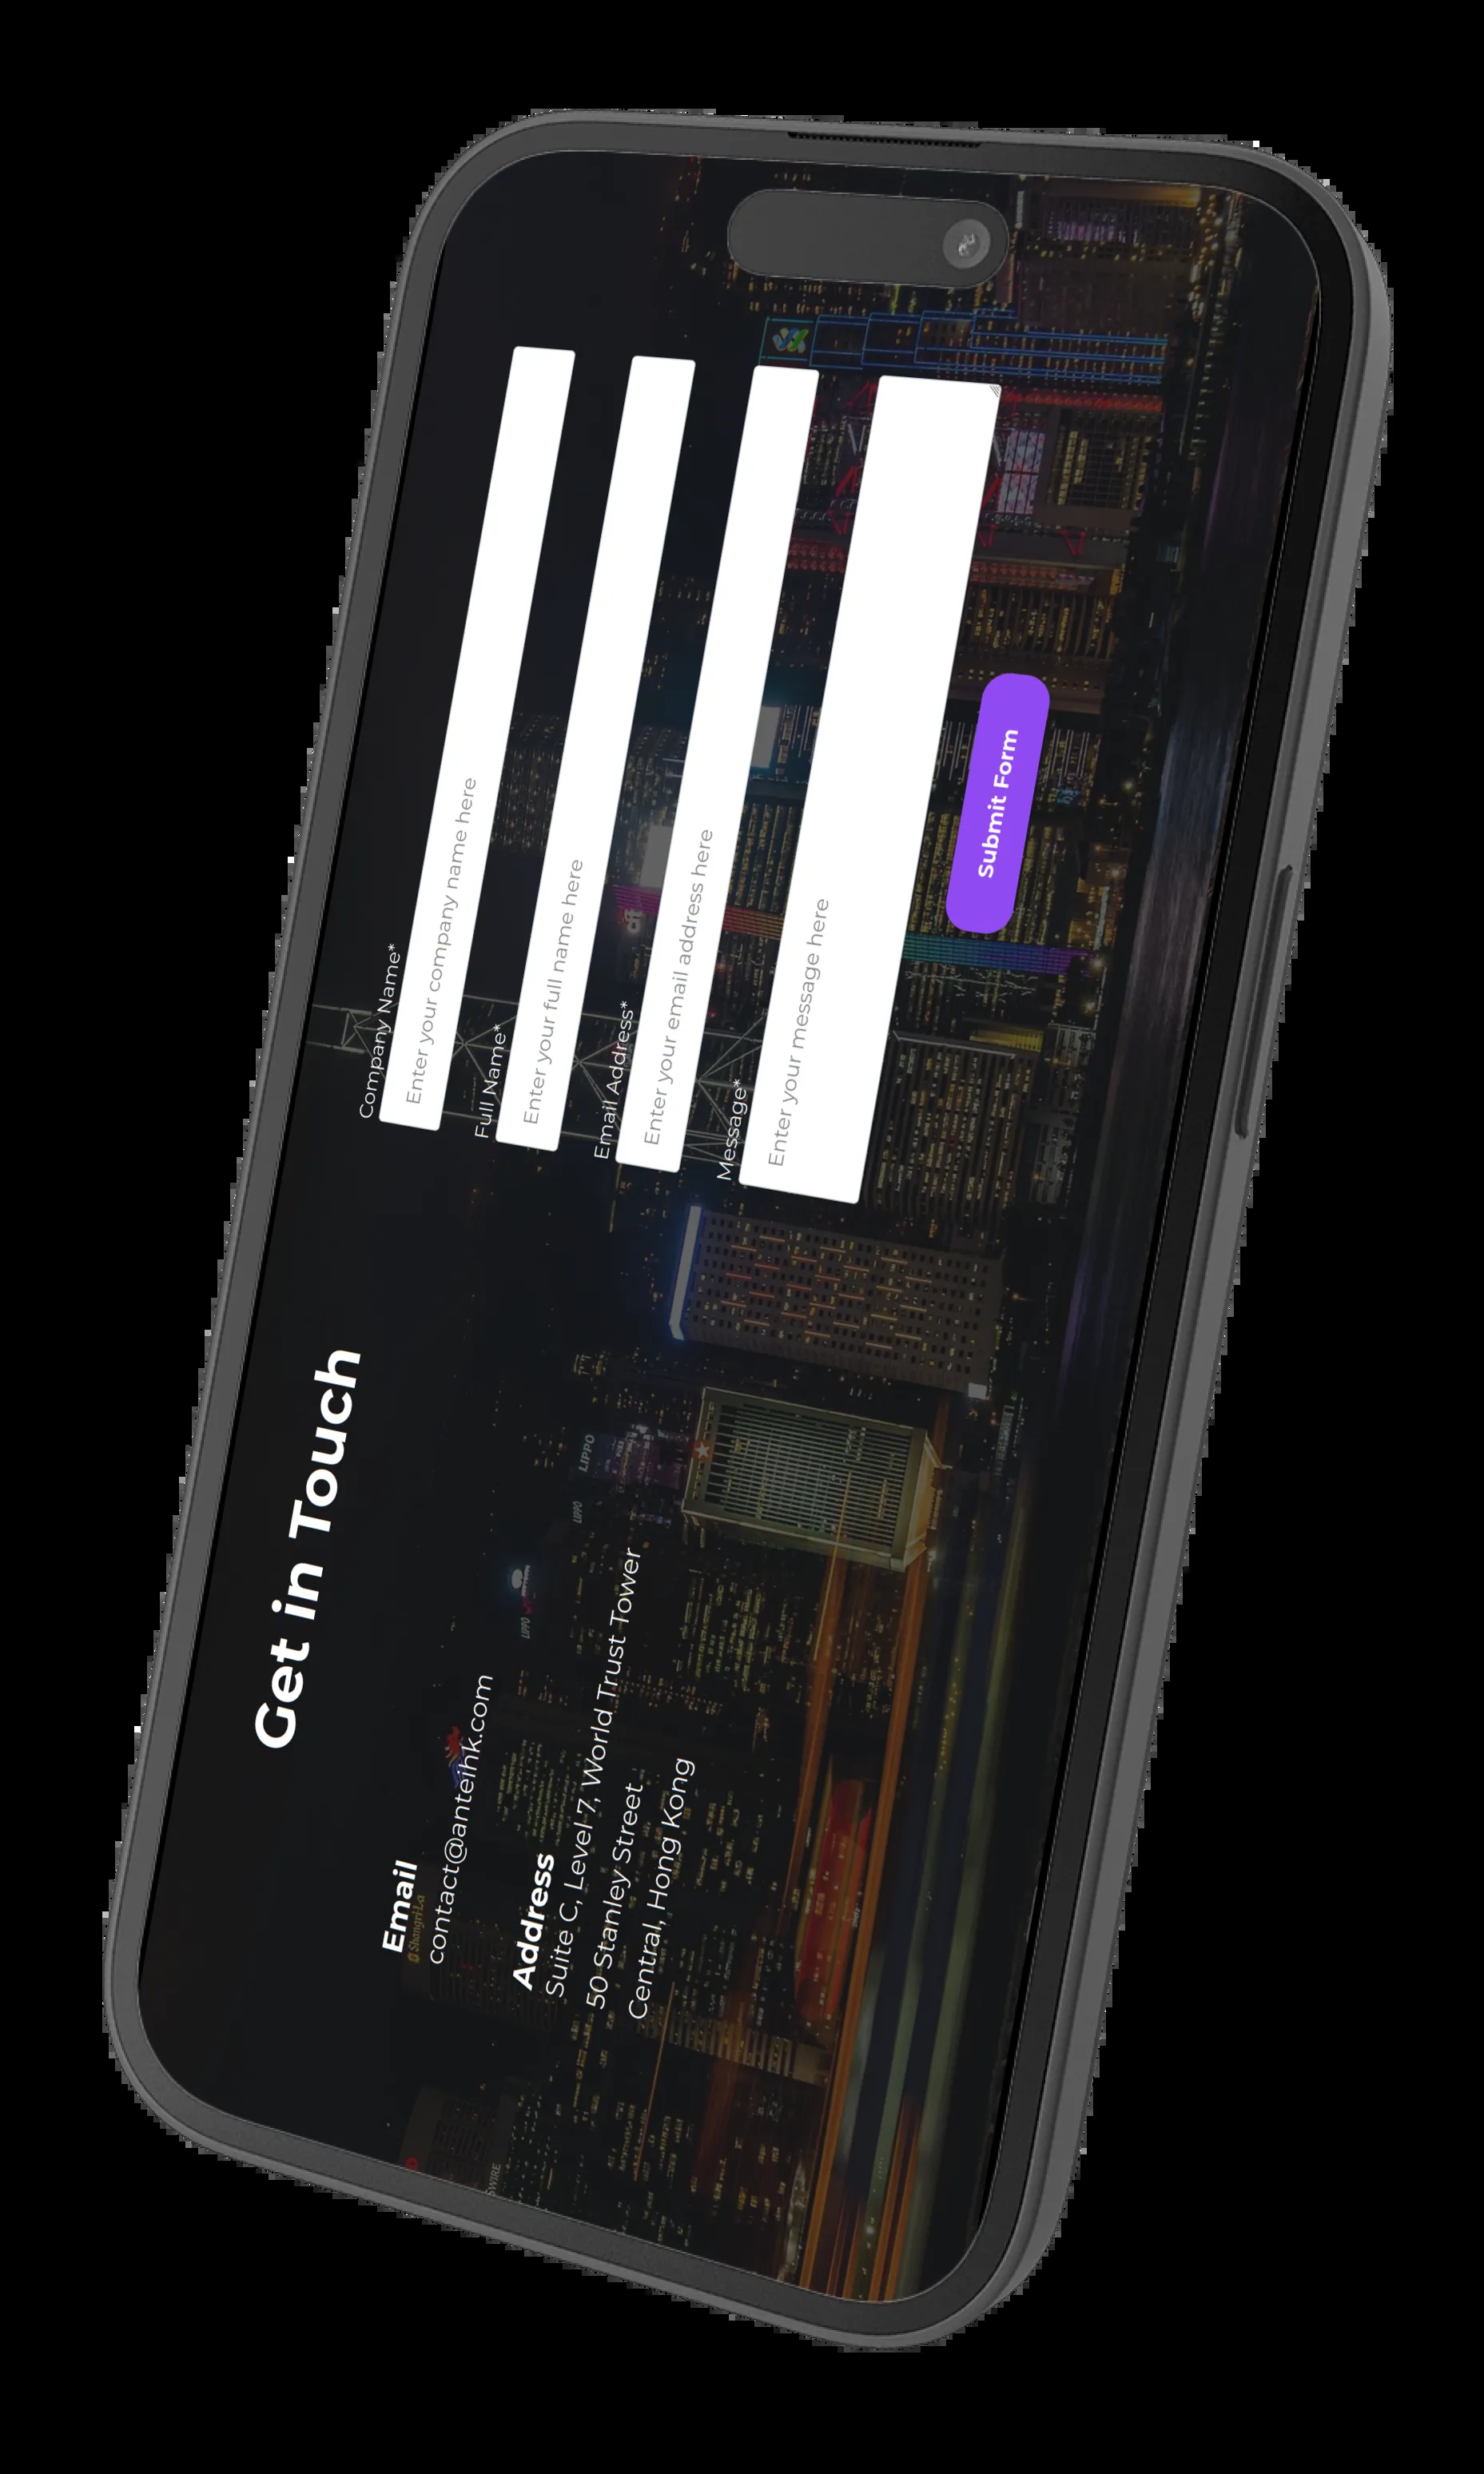 Get in Touch
Email
contact@anteihk.com
Address
Suite C, Level 7, World Trust Tower
50 Stanley Street
Central, Hong Kong
Company Name*
Enter your company name here
Full Name*
Enter your full name here
Email Address*
Enter your email address here
Message*
Enter your message here
Submit Form
Shangri-La
LIPPO
LIPPO
LIPPO
citi
SWIRE